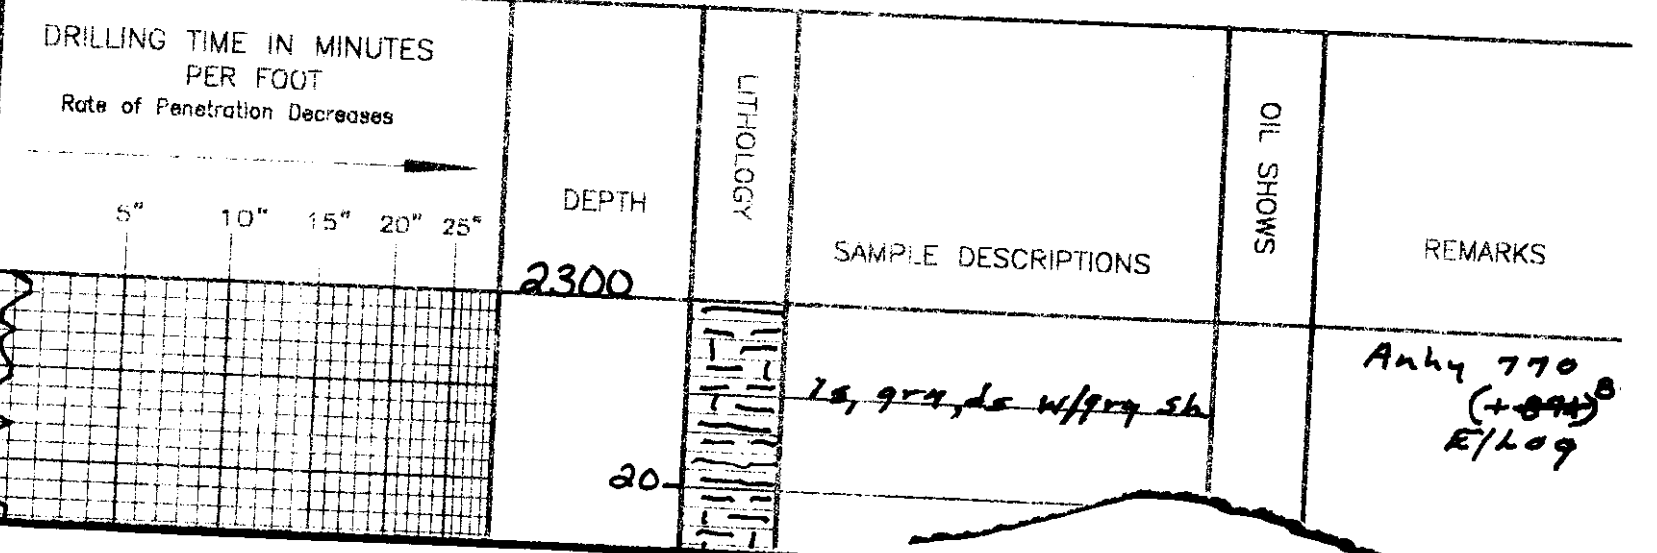 DRILLING TIME IN MINUTES
PER FOOT
Rate of Penetration Decreases
5" 10" 15" 20" 25"
DEPTH
LITHOLOGY
SAMPLE DESCRIPTIONS
OIL SHOWS
REMARKS
2300
ls, gry, ds w/gry sh
20
Anhy 770
B
E/Log